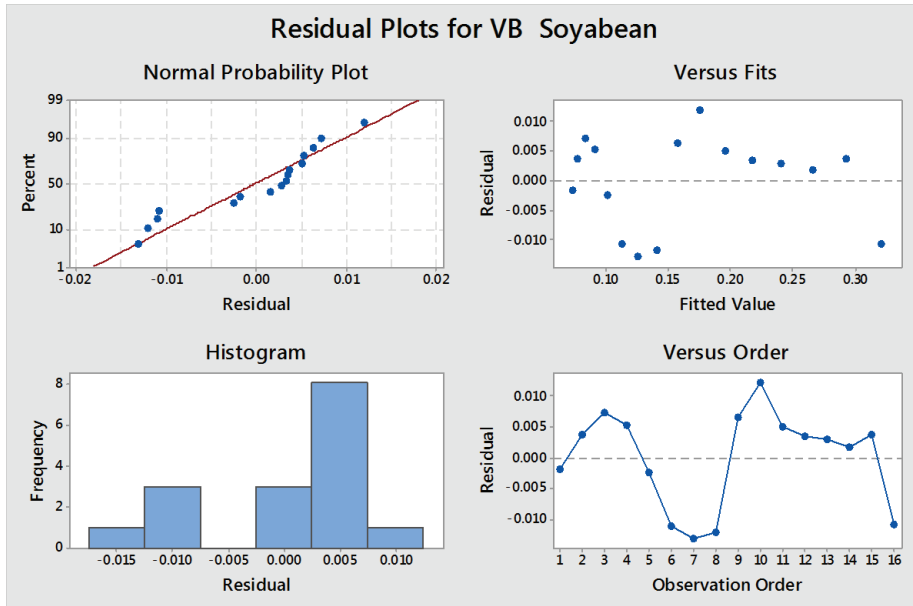 Residual Plots for VB Soyabean
Normal Probability Plot
99
90
50
10
1
Percent
-0.02 -0.01 0.00 0.01 0.02
Residual
Versus Fits
0.010
0.005
0.000
-0.005
-0.010
Residual
0.10 0.15 0.20 0.25 0.30
Fitted Value
Histogram
8
6
4
2
0
Frequency
-0.015 -0.010 -0.005 0.000 0.005 0.010
Residual
Versus Order
0.010
0.005
0.000
-0.005
-0.010
Residual
1 2 3 4 5 6 7 8 9 10 11 12 13 14 15 16
Observation Order